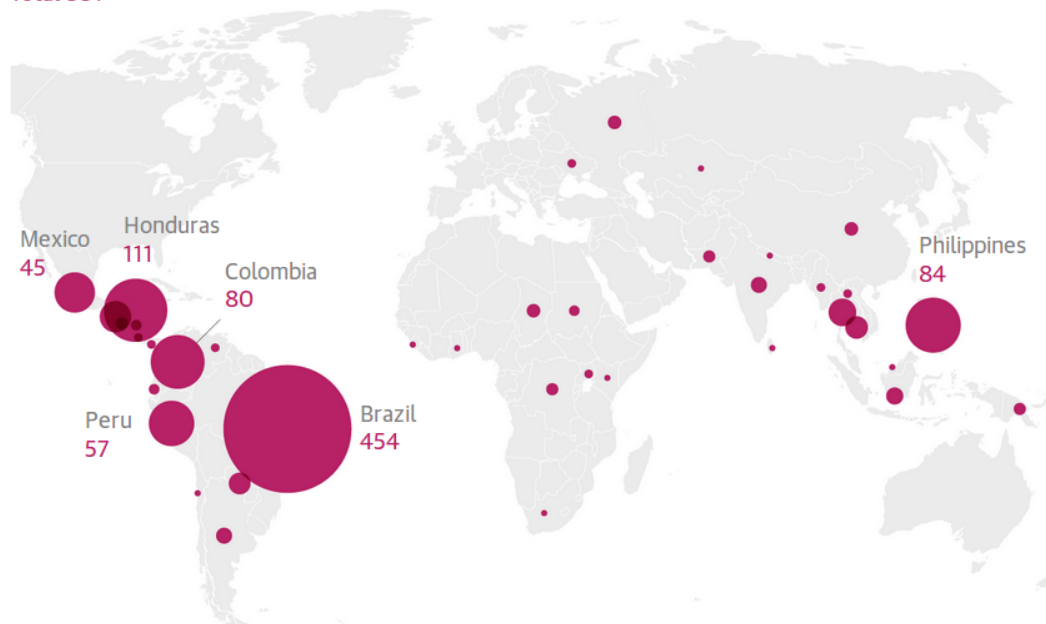 Honduras
111
Mexico
45
Colombia
80
Philippines
84
Peru
57
Brazil
454